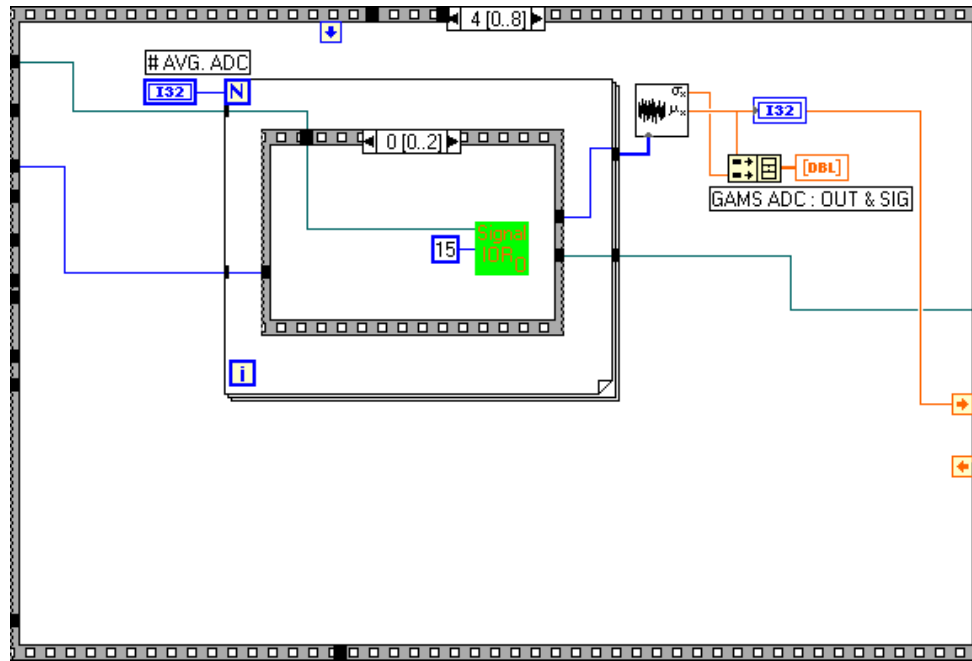 4 [0..8]
# AVG. ADC
I32
N
0 [0..2]
15
Signal
IOR
0
i
σx
μx
I32
[DBL]
GAMS ADC : OUT & SIG